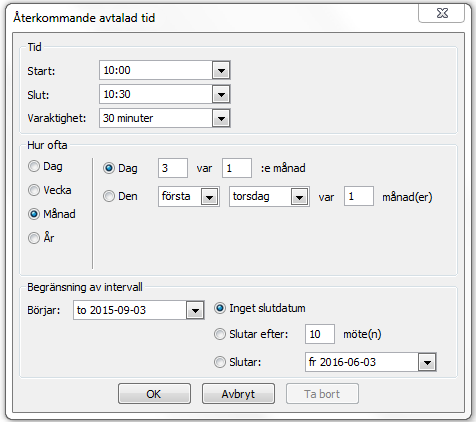 Återkommande avtalad tid
Tid
Start: 10:00
Slut: 10:30
Varaktighet: 30 minuter
Hur ofta
Dag
Vecka
Månad
År
Dag 3 var 1 :e månad
Den första torsdag var 1 månad(er)
Begränsning av intervall
Börjar: to 2015-09-03
Inget slutdatum
Slutar efter: 10 möte(n)
Slutar: fr 2016-06-03
OK Avbryt Ta bort